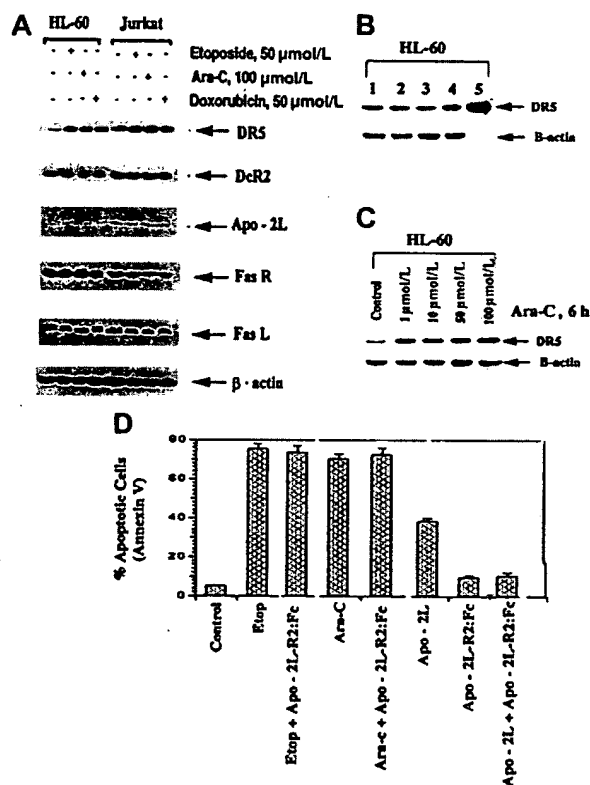 A
HL-60 Jurkat
- + - - - + - - Etoposide, 50 µmol/L
- - + - - - + - Ara-C, 100 µmol/L
- - - + - - - + Doxorubicin, 50 µmol/L
DR5
DcR2
Apo - 2L
Fas R
Fas L
β - actin
B
HL-60
1 2 3 4 5
DR5
B-actin
C
HL-60
Control 1 µmol/L 10 µmol/L 50 µmol/L 100 µmol/L Ara-C, 6 h
DR5
B-actin
D
% Apoptotic Cells
(Annexin V)
80
60
40
20
0
Control
Etop
Etop + Apo - 2L-R2:Fc
Ara-C
Ara-c + Apo - 2L-R2:Fc
Apo - 2L
Apo - 2L-R2:Fc
Apo - 2L + Apo - 2L-R2:Fc